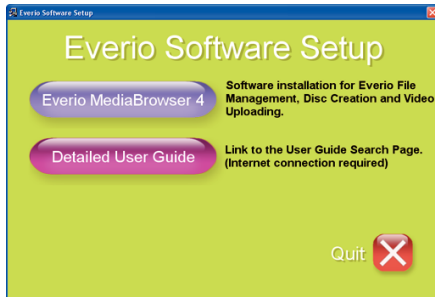 Everio Software Setup
Everio Software Setup
Everio MediaBrowser 4
Software installation for Everio File
Management, Disc Creation and Video
Uploading.
Detailed User Guide
Link to the User Guide Search Page.
(Internet connection required)
Quit